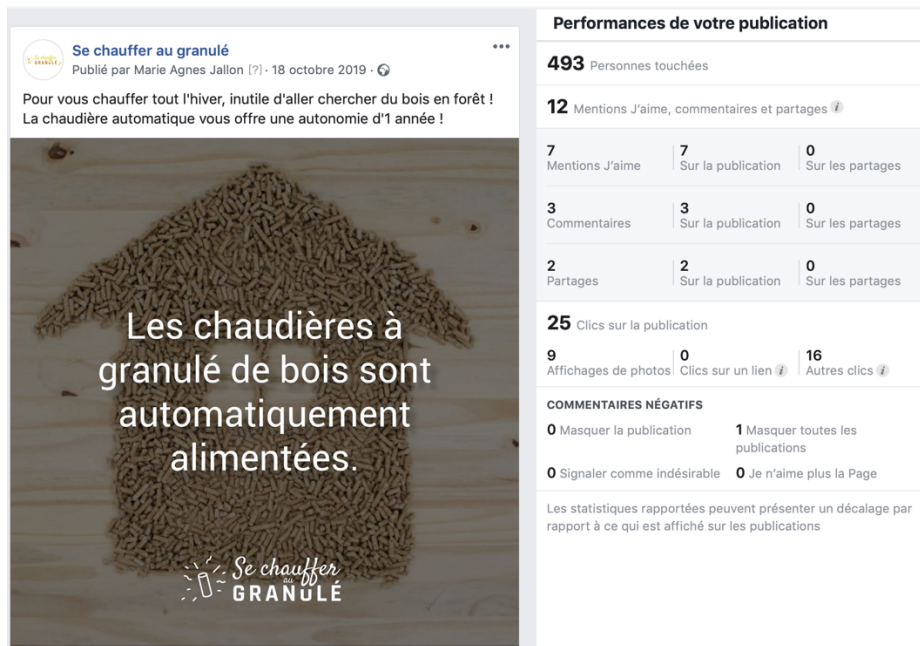 Se chauffer au granulé
Publié par Marie Agnes Jallon [?] · 18 octobre 2019 ·
Pour vous chauffer tout l'hiver, inutile d'aller chercher du bois en forêt !
La chaudière automatique vous offre une autonomie d'1 année !
Les chaudières à
granulé de bois sont
automatiquement
alimentées.
Se chauffer
au
GRANULÉ
Performances de votre publication
493 Personnes touchées
12 Mentions J'aime, commentaires et partages
7 7 0
Mentions J'aime Sur la publication Sur les partages
3 3 0
Commentaires Sur la publication Sur les partages
2 2 0
Partages Sur la publication Sur les partages
25 Clics sur la publication
9 0 16
Affichages de photos Clics sur un lien Autres clics
COMMENTAIRES NÉGATIFS
0 Masquer la publication 1 Masquer toutes les
publications
0 Signaler comme indésirable 0 Je n'aime plus la Page
Les statistiques rapportées peuvent présenter un décalage par
rapport à ce qui est affiché sur les publications